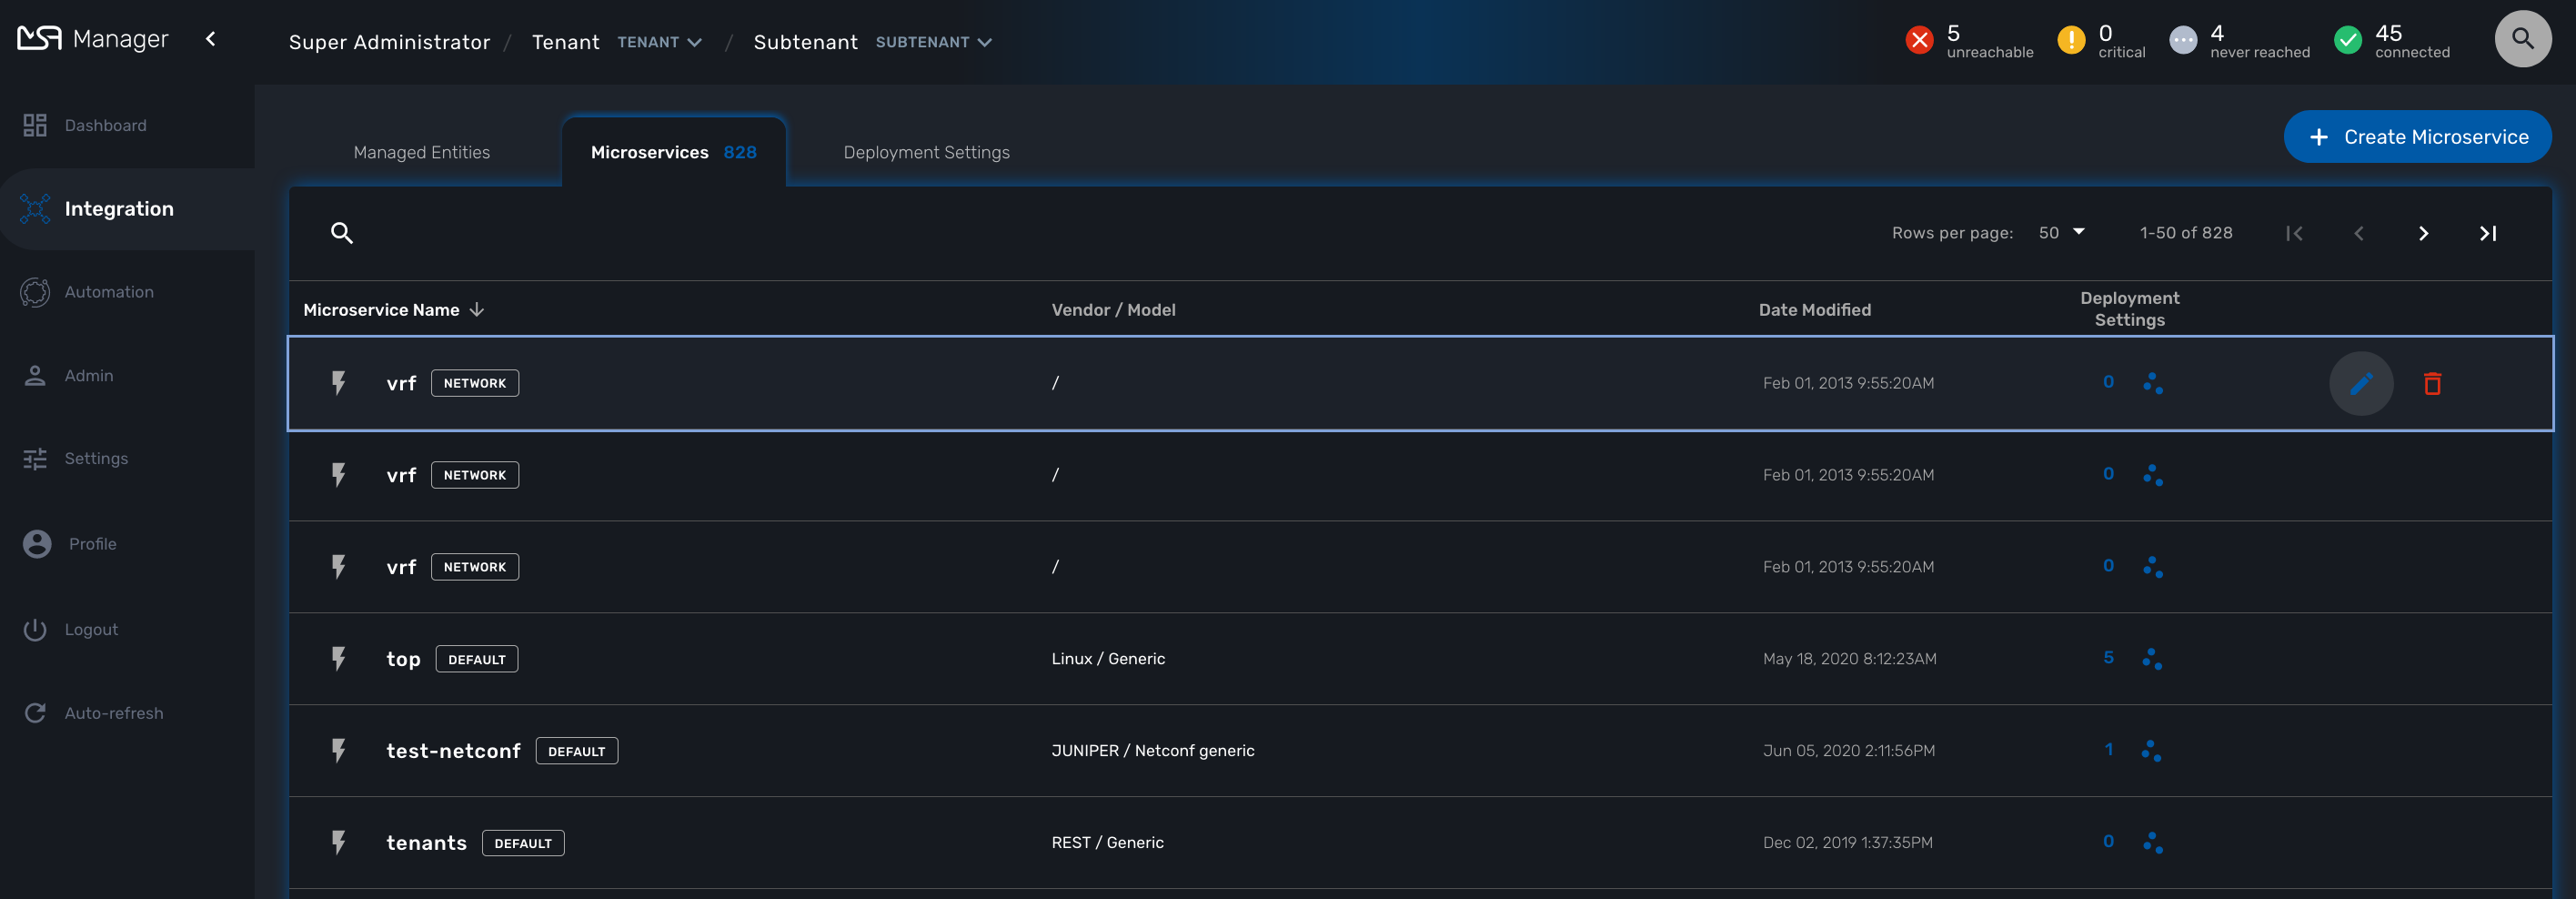 MSA Manager
Super Administrator / Tenant TENANT / Subtenant SUBTENANT
5 unreachable
0 critical
4 never reached
45 connected
Dashboard
Integration
Automation
Admin
Settings
Profile
Logout
Auto-refresh
Managed Entities
Microservices 828
Deployment Settings
+ Create Microservice
Rows per page: 50 1-50 of 828
Microservice Name Vendor / Model Date Modified Deployment Settings
vrf NETWORK / Feb 01, 2013 9:55:20AM 0
vrf NETWORK / Feb 01, 2013 9:55:20AM 0
vrf NETWORK / Feb 01, 2013 9:55:20AM 0
top DEFAULT Linux / Generic May 18, 2020 8:12:23AM 5
test-netconf DEFAULT JUNIPER / Netconf generic Jun 05, 2020 2:11:56PM 1
tenants DEFAULT REST / Generic Dec 02, 2019 1:37:35PM 0